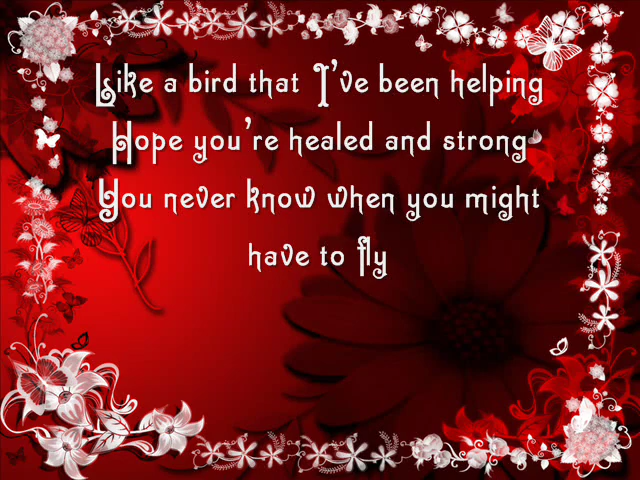 Like a bird that I've been helping
Hope you're healed and strong
You never know when you might
have to fly